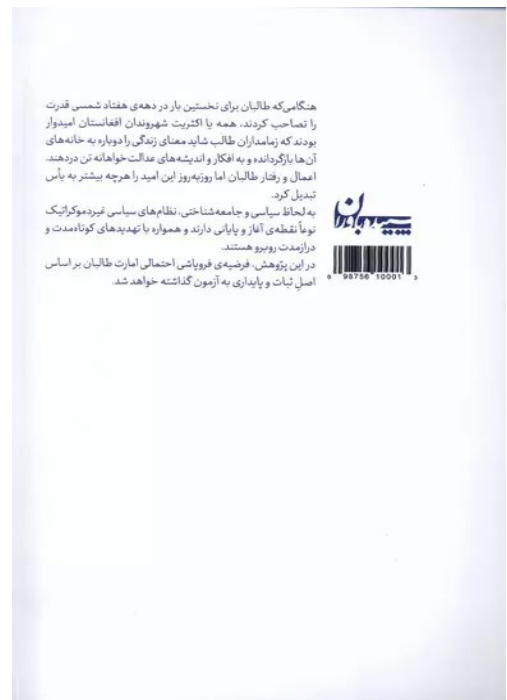 هنگامی‌که طالبان برای نخستین بار در دهه‌ی هفتاد شمسی قدرت
را تصاحب کردند، همه یا اکثریت شهروندان افغانستان امیدوار
بودند که زمامداران طالب شاید معنای زندگی را دوباره به خانه‌های
آن‌ها بازگردانده و به افکار و اندیشه‌های عدالت خواهانه تن دردهند.
اعمال و رفتار طالبان اما روزبه‌روز این امید را هرچه بیشتر به یأس
تبدیل کرد.
به لحاظ سیاسی و جامعه‌شناختی، نظام‌های سیاسی غیردموکراتیک
نوعاً نقطه‌ی آغاز و پایانی دارند و همواره با تهدیدهای کوتاه‌مدت و
درازمدت روبرو هستند.
در این پژوهش، فرضیه‌ی فروپاشی احتمالی امارت طالبان بر اساس
اصل ثبات و پایداری به آزمون گذاشته خواهد شد.
98756 10001